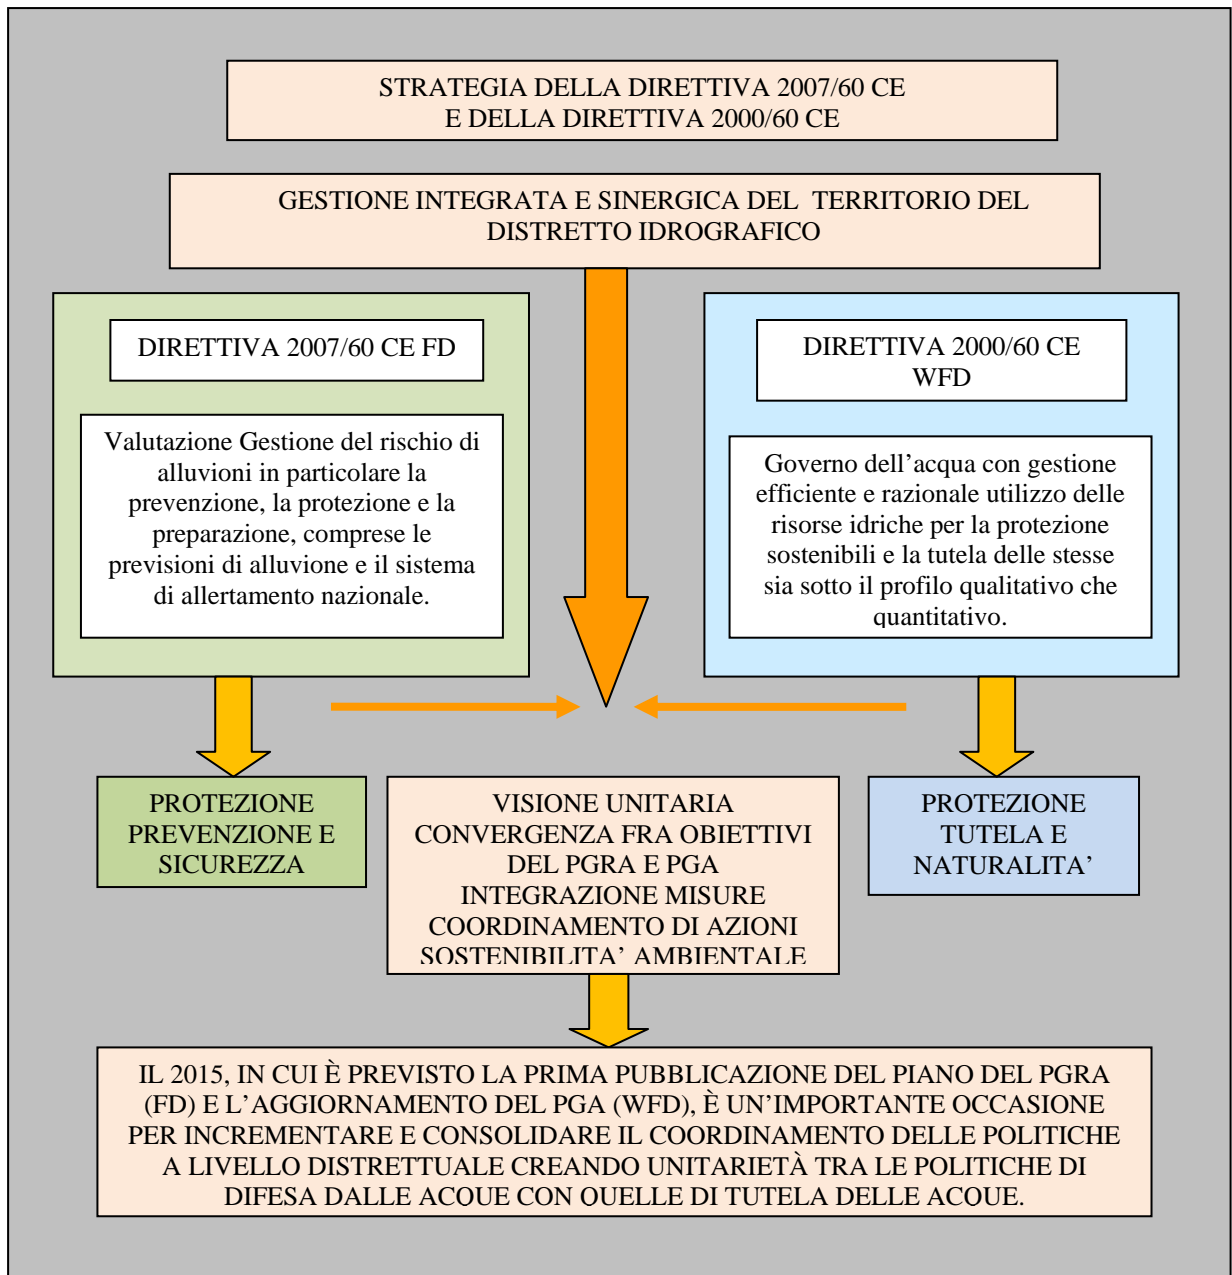 STRATEGIA DELLA DIRETTIVA 2007/60 CE
E DELLA DIRETTIVA 2000/60 CE
GESTIONE INTEGRATA E SINERGICA DEL TERRITORIO DEL
DISTRETTO IDROGRAFICO
DIRETTIVA 2007/60 CE FD
Valutazione Gestione del rischio di
alluvioni in particolare la
prevenzione, la protezione e la
preparazione, comprese le
previsioni di alluvione e il sistema
di allertamento nazionale.
DIRETTIVA 2000/60 CE
WFD
Governo dell’acqua con gestione
efficiente e razionale utilizzo delle
risorse idriche per la protezione
sostenibili e la tutela delle stesse
sia sotto il profilo qualitativo che
quantitativo.
PROTEZIONE
PREVENZIONE E
SICUREZZA
VISIONE UNITARIA
CONVERGENZA FRA OBIETTIVI
DEL PGRA E PGA
INTEGRAZIONE MISURE
COORDINAMENTO DI AZIONI
SOSTENIBILITA’ AMBIENTALE
PROTEZIONE
TUTELA E
NATURALITA’
IL 2015, IN CUI È PREVISTO LA PRIMA PUBBLICAZIONE DEL PIANO DEL PGRA
(FD) E L’AGGIORNAMENTO DEL PGA (WFD), È UN’IMPORTANTE OCCASIONE
PER INCREMENTARE E CONSOLIDARE IL COORDINAMENTO DELLE POLITICHE
A LIVELLO DISTRETTUALE CREANDO UNITARIETÀ TRA LE POLITICHE DI
DIFESA DALLE ACQUE CON QUELLE DI TUTELA DELLE ACQUE.